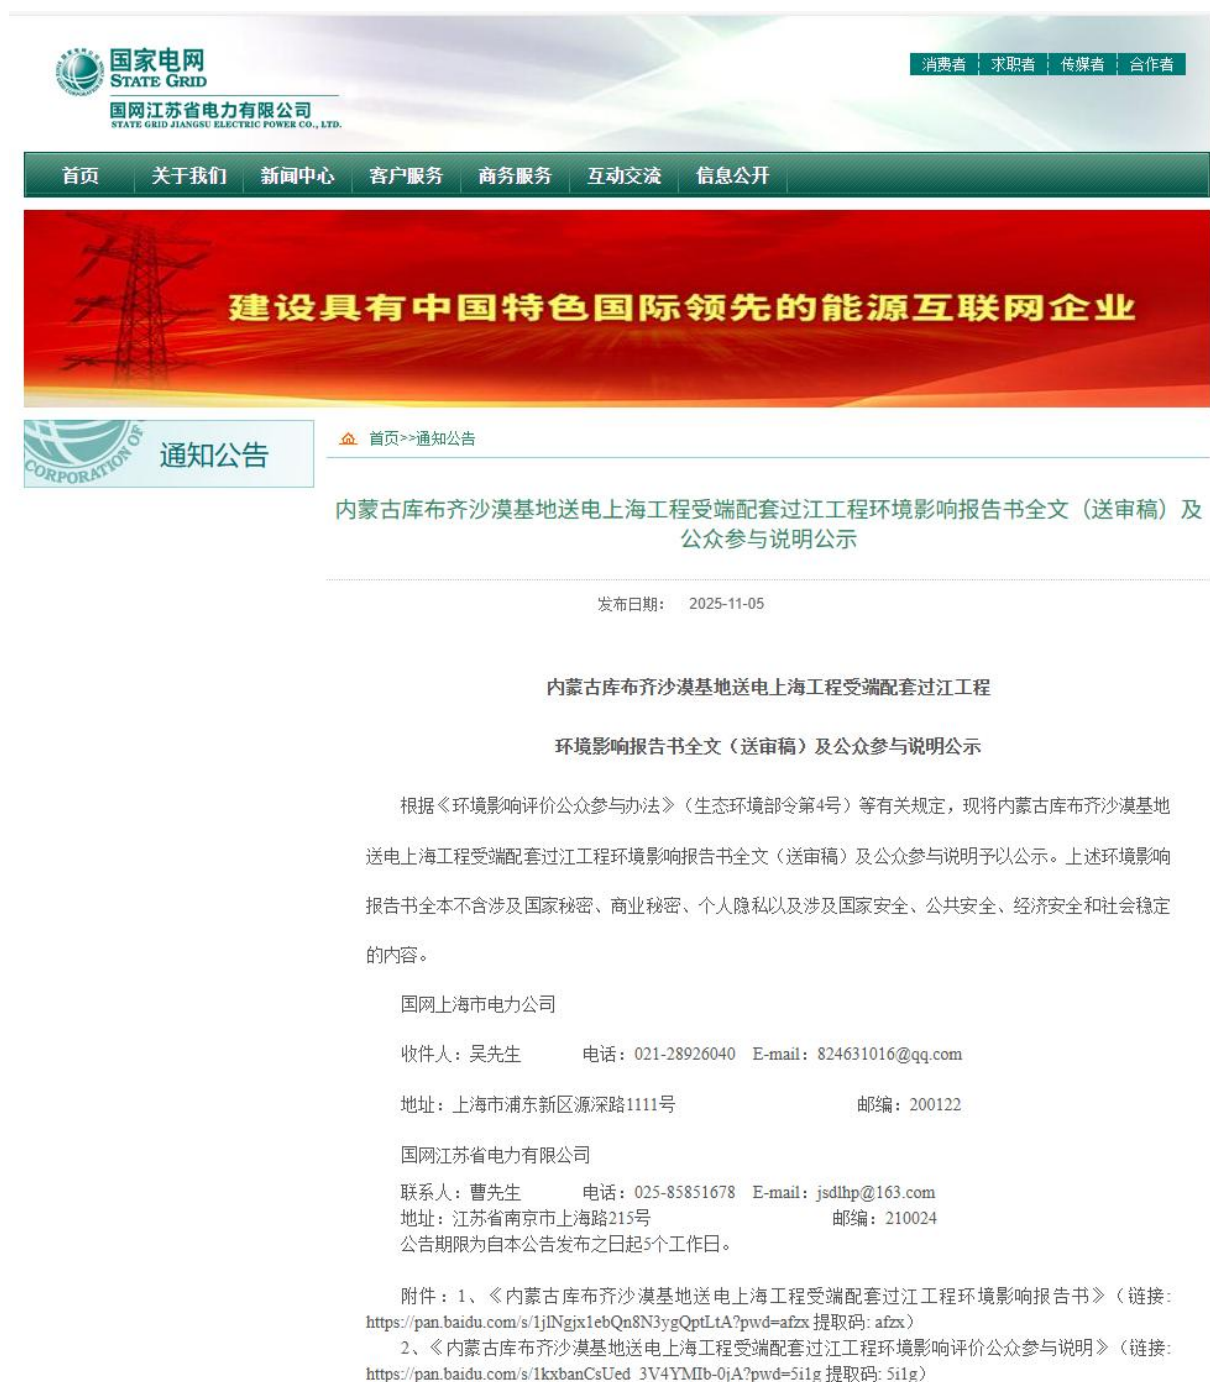 国家电网
STATE GRID
CORPORATION OF
国网江苏省电力有限公司
STATE GRID JIANGSU ELECTRIC POWER CO., LTD.
消费者 求职者 传媒者 合作者
首页 关于我们 新闻中心 客户服务 商务服务 互动交流 信息公开
建设具有中国特色国际领先的能源互联网企业
CORPORATION OF
通知公告
首页>>通知公告
内蒙古库布齐沙漠基地送电上海工程受端配套过江工程环境影响报告书全文（送审稿）及
公众参与说明公示
发布日期： 2025-11-05
内蒙古库布齐沙漠基地送电上海工程受端配套过江工程
环境影响报告书全文（送审稿）及公众参与说明公示
根据《环境影响评价公众参与办法》（生态环境部令第4号）等有关规定，现将内蒙古库布齐沙漠基地
送电上海工程受端配套过江工程环境影响报告书全文（送审稿）及公众参与说明予以公示。上述环境影响
报告书全本不含涉及国家秘密、商业秘密、个人隐私以及涉及国家安全、公共安全、经济安全和社会稳定
的内容。
国网上海市电力公司
收件人：吴先生 电话：021-28926040 E-mail：824631016@qq.com
地址：上海市浦东新区源深路1111号 邮编：200122
国网江苏省电力有限公司
联系人：曹先生 电话：025-85851678 E-mail：jsdlhp@163.com
地址：江苏省南京市上海路215号 邮编：210024
公告期限为自本公告发布之日起5个工作日。
附件：1、《内蒙古库布齐沙漠基地送电上海工程受端配套过江工程环境影响报告书》（链接:
https://pan.baidu.com/s/1jlNgjx1ebQn8N3ygQptLtA?pwd=afzx 提取码: afzx）
2、《内蒙古库布齐沙漠基地送电上海工程受端配套过江工程环境影响评价公众参与说明》（链接:
https://pan.baidu.com/s/1kxbanCsUed_3V4YMIb-0jA?pwd=5i1g 提取码: 5i1g）